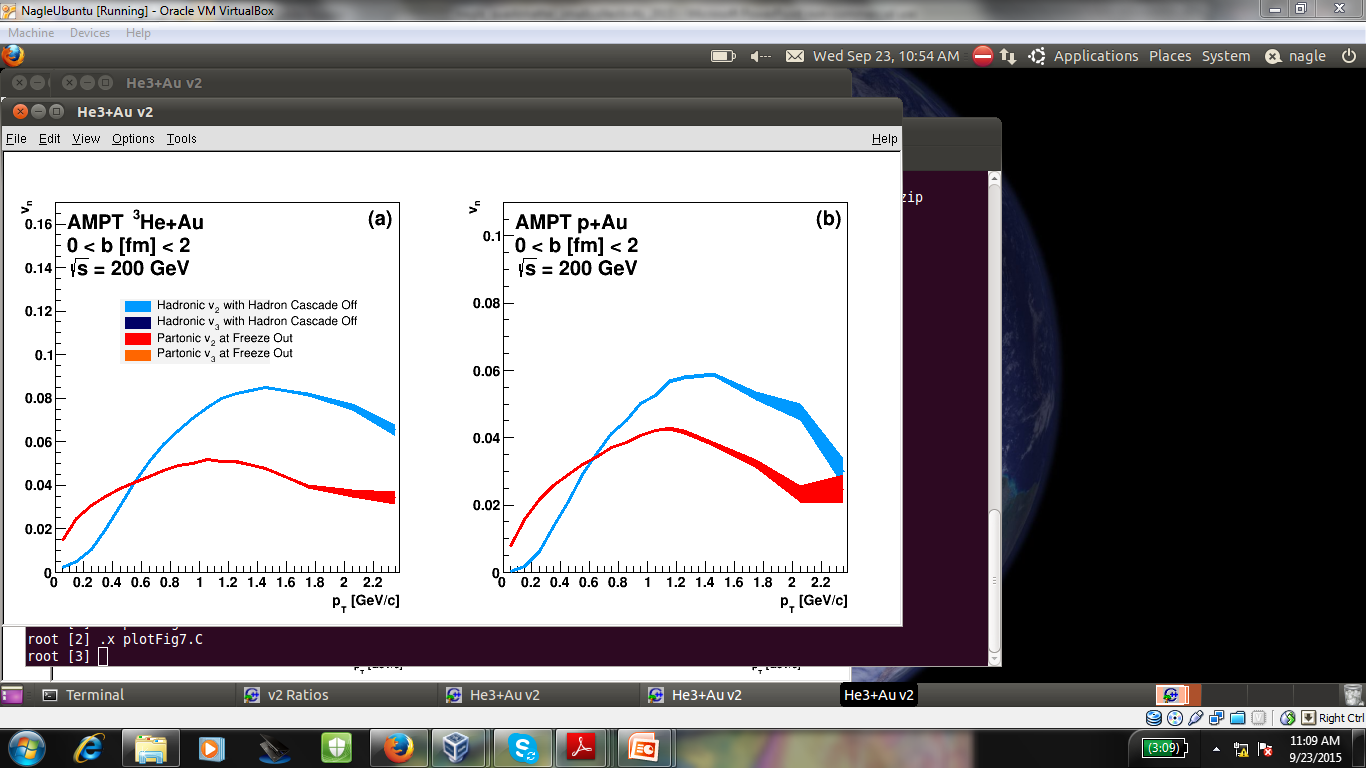 NagleUbuntu [Running] - Oracle VM VirtualBox
Machine Devices Help
Wed Sep 23, 10:54 AM Applications Places System nagle
He3+Au v2
He3+Au v2
File Edit View Options Tools Help
zip
vn
0.16
0.14
0.12
0.1
0.08
0.06
0.04
0.02
0
AMPT 3He+Au (a)
0 < b [fm] < 2
√s = 200 GeV
Hadronic v2 with Hadron Cascade Off
Hadronic v3 with Hadron Cascade Off
Partonic v2 at Freeze Out
Partonic v3 at Freeze Out
0 0.2 0.4 0.6 0.8 1 1.2 1.4 1.6 1.8 2 2.2
pT [GeV/c]
vn
0.1
0.08
0.06
0.04
0.02
0
AMPT p+Au (b)
0 < b [fm] < 2
√s = 200 GeV
0 0.2 0.4 0.6 0.8 1 1.2 1.4 1.6 1.8 2 2.2
pT [GeV/c]
root [2] .x plotFig7.C
root [3]
Terminal v2 Ratios He3+Au v2 He3+Au v2 He3+Au v2
Right Ctrl
(3:09) 11:09 AM
9/23/2015